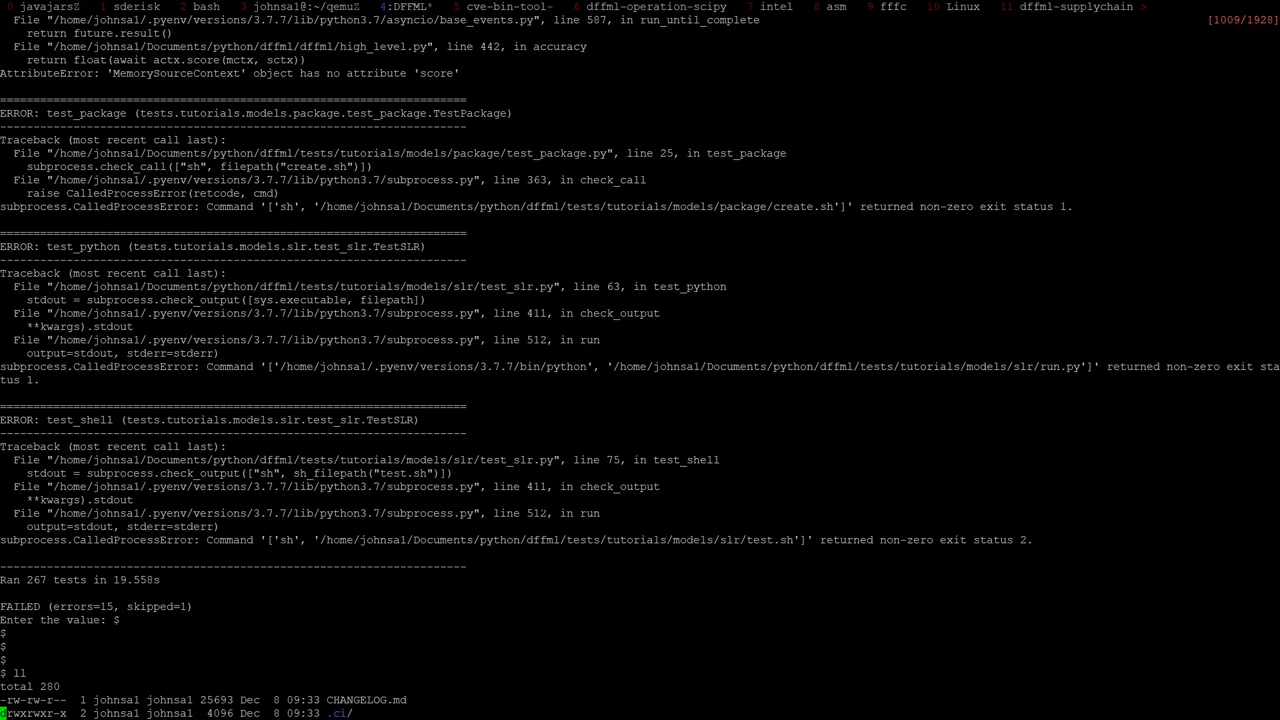 0 javajarsZ 1 sderisk 2 bash 3 johnsa1@:~/qemuZ 4:DFFML* 5 cve-bin-tool- 6 dffml-operation-scipy 7 intel 8 asm 9 fffc 10 Linux 11 dffml-supplychain >
File "/home/johnsa1/.pyenv/versions/3.7.7/lib/python3.7/asyncio/base_events.py", line 587, in run_until_complete [1009/1928]
return future.result()
File "/home/johnsa1/Documents/python/dffml/dffml/high_level.py", line 442, in accuracy
return float(await actx.score(mctx, sctx))
AttributeError: 'MemorySourceContext' object has no attribute 'score'
======================================================================
ERROR: test_package (tests.tutorials.models.package.test_package.TestPackage)
----------------------------------------------------------------------
Traceback (most recent call last):
File "/home/johnsa1/Documents/python/dffml/tests/tutorials/models/package/test_package.py", line 25, in test_package
subprocess.check_call(["sh", filepath("create.sh")])
File "/home/johnsa1/.pyenv/versions/3.7.7/lib/python3.7/subprocess.py", line 363, in check_call
raise CalledProcessError(retcode, cmd)
subprocess.CalledProcessError: Command '['sh', '/home/johnsa1/Documents/python/dffml/tests/tutorials/models/package/create.sh']' returned non-zero exit status 1.
======================================================================
ERROR: test_python (tests.tutorials.models.slr.test_slr.TestSLR)
----------------------------------------------------------------------
Traceback (most recent call last):
File "/home/johnsa1/Documents/python/dffml/tests/tutorials/models/slr/test_slr.py", line 63, in test_python
stdout = subprocess.check_output([sys.executable, filepath])
File "/home/johnsa1/.pyenv/versions/3.7.7/lib/python3.7/subprocess.py", line 411, in check_output
**kwargs).stdout
File "/home/johnsa1/.pyenv/versions/3.7.7/lib/python3.7/subprocess.py", line 512, in run
output=stdout, stderr=stderr)
subprocess.CalledProcessError: Command '['/home/johnsa1/.pyenv/versions/3.7.7/bin/python', '/home/johnsa1/Documents/python/dffml/tests/tutorials/models/slr/run.py']' returned non-zero exit sta
tus 1.
======================================================================
ERROR: test_shell (tests.tutorials.models.slr.test_slr.TestSLR)
----------------------------------------------------------------------
Traceback (most recent call last):
File "/home/johnsa1/Documents/python/dffml/tests/tutorials/models/slr/test_slr.py", line 75, in test_shell
stdout = subprocess.check_output(["sh", sh_filepath("test.sh")])
File "/home/johnsa1/.pyenv/versions/3.7.7/lib/python3.7/subprocess.py", line 411, in check_output
**kwargs).stdout
File "/home/johnsa1/.pyenv/versions/3.7.7/lib/python3.7/subprocess.py", line 512, in run
output=stdout, stderr=stderr)
subprocess.CalledProcessError: Command '['sh', '/home/johnsa1/Documents/python/dffml/tests/tutorials/models/slr/test.sh']' returned non-zero exit status 2.
----------------------------------------------------------------------
Ran 267 tests in 19.558s
FAILED (errors=15, skipped=1)
Enter the value: $
$
$
$
$ ll
total 280
-rw-rw-r-- 1 johnsa1 johnsa1 25693 Dec 8 09:33 CHANGELOG.md
drwxrwxr-x 2 johnsa1 johnsa1 4096 Dec 8 09:33 .ci/